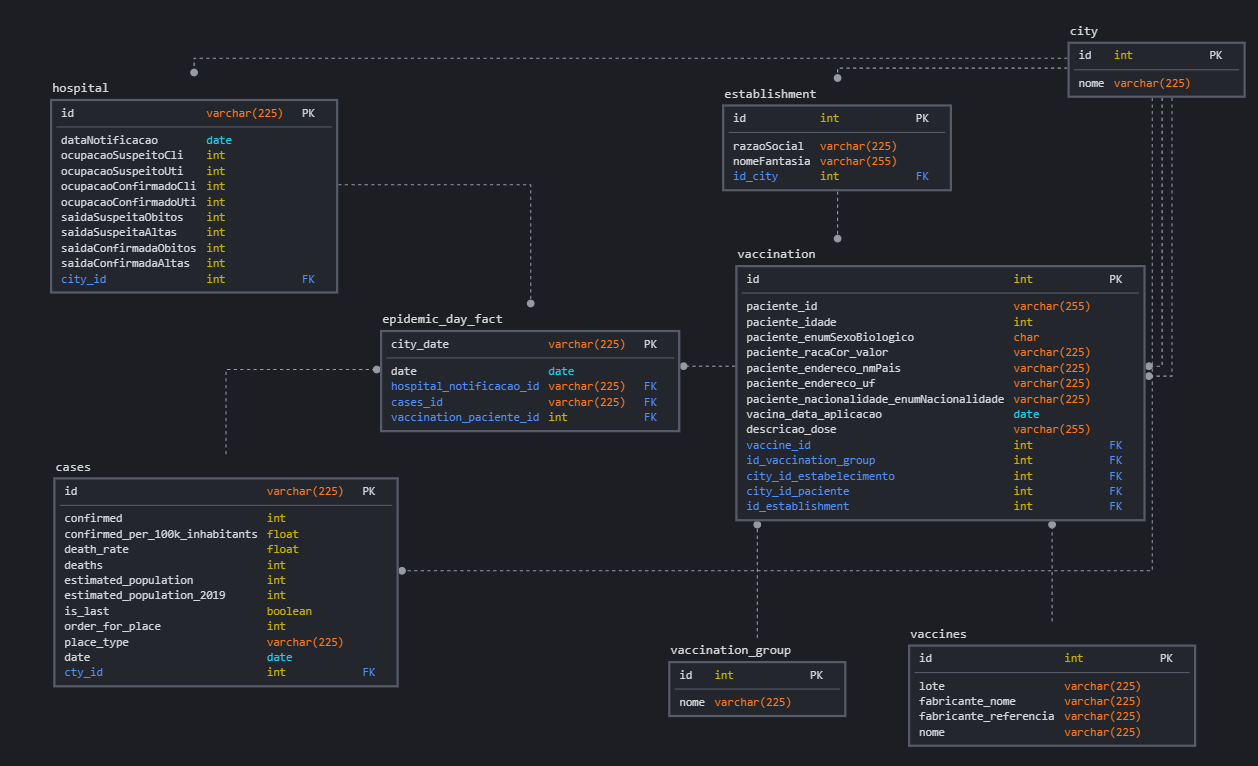 city
id int PK
nome varchar(225)
hospital
id varchar(225) PK
dataNotificacao date
ocupacaoSuspeitoCli int
ocupacaoSuspeitoUti int
ocupacaoConfirmadoCli int
ocupacaoConfirmadoUti int
saidaSuspeitaObitos int
saidaSuspeitaAltas int
saidaConfirmadaObitos int
saidaConfirmadaAltas int
city_id int FK
establishment
id int PK
razaoSocial varchar(225)
nomeFantasia varchar(255)
id_city int FK
vaccination
id int PK
paciente_id varchar(255)
paciente_idade int
paciente_enumSexoBiologico char
paciente_racaCor_valor varchar(225)
paciente_endereco_nmPais varchar(225)
paciente_endereco_uf varchar(225)
paciente_nacionalidade_enumNacionalidade varchar(225)
vacina_data_aplicacao date
descricao_dose varchar(255)
vaccine_id int FK
id_vaccination_group int FK
city_id_estabelecimento int FK
city_id_paciente int FK
id_establishment int FK
epidemic_day_fact
city_date varchar(225) PK
date date
hospital_notificacao_id varchar(225) FK
cases_id varchar(225) FK
vaccination_paciente_id int FK
cases
id varchar(225) PK
confirmed int
confirmed_per_100k_inhabitants float
death_rate float
deaths int
estimated_population int
estimated_population_2019 int
is_last boolean
order_for_place int
place_type varchar(225)
date date
cty_id int FK
vaccination_group
id int PK
nome varchar(225)
vaccines
id int PK
lote varchar(225)
fabricante_nome varchar(225)
fabricante_referencia varchar(225)
nome varchar(225)